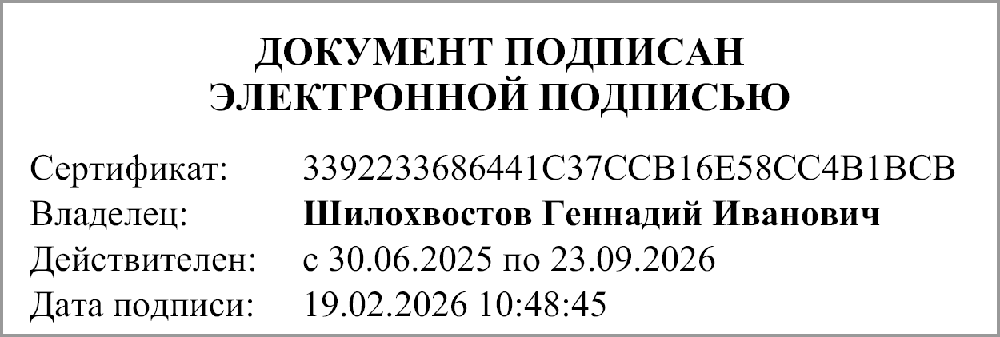 ДОКУМЕНТ ПОДПИСАН
ЭЛЕКТРОННОЙ ПОДПИСЬЮ
Сертификат: 3392233686441C37CCB16E58CC4B1BCB
Владелец: Шилохвостов Геннадий Иванович
Действителен: с 30.06.2025 по 23.09.2026
Дата подписи: 19.02.2026 10:48:45